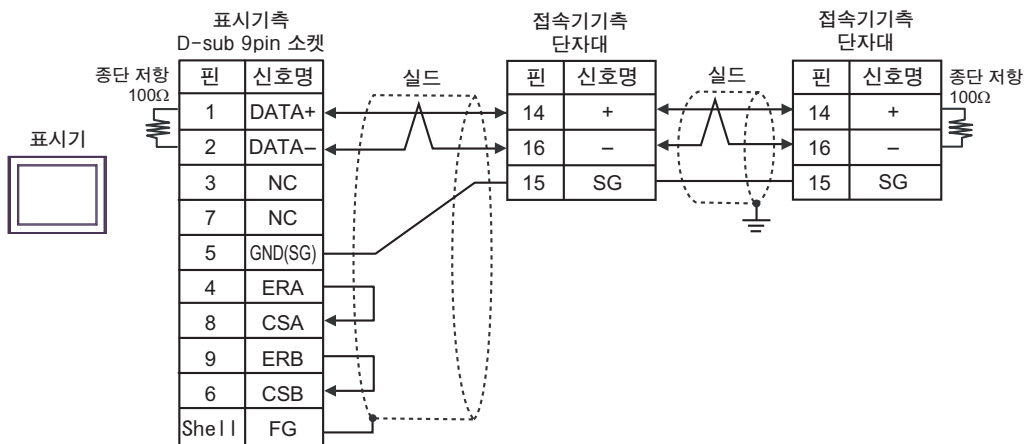 표시기측
D-sub 9pin 소켓
접속기기측
단자대
접속기기측
단자대
종단 저항
100Ω
핀 신호명
실드
핀 신호명
실드
핀 신호명
종단 저항
100Ω
1 DATA+
14 +
14 +
표시기
2 DATA–
16 –
16 –
3 NC
15 SG
15 SG
7 NC
5 GND(SG)
4 ERA
8 CSA
9 ERB
6 CSB
Shell FG